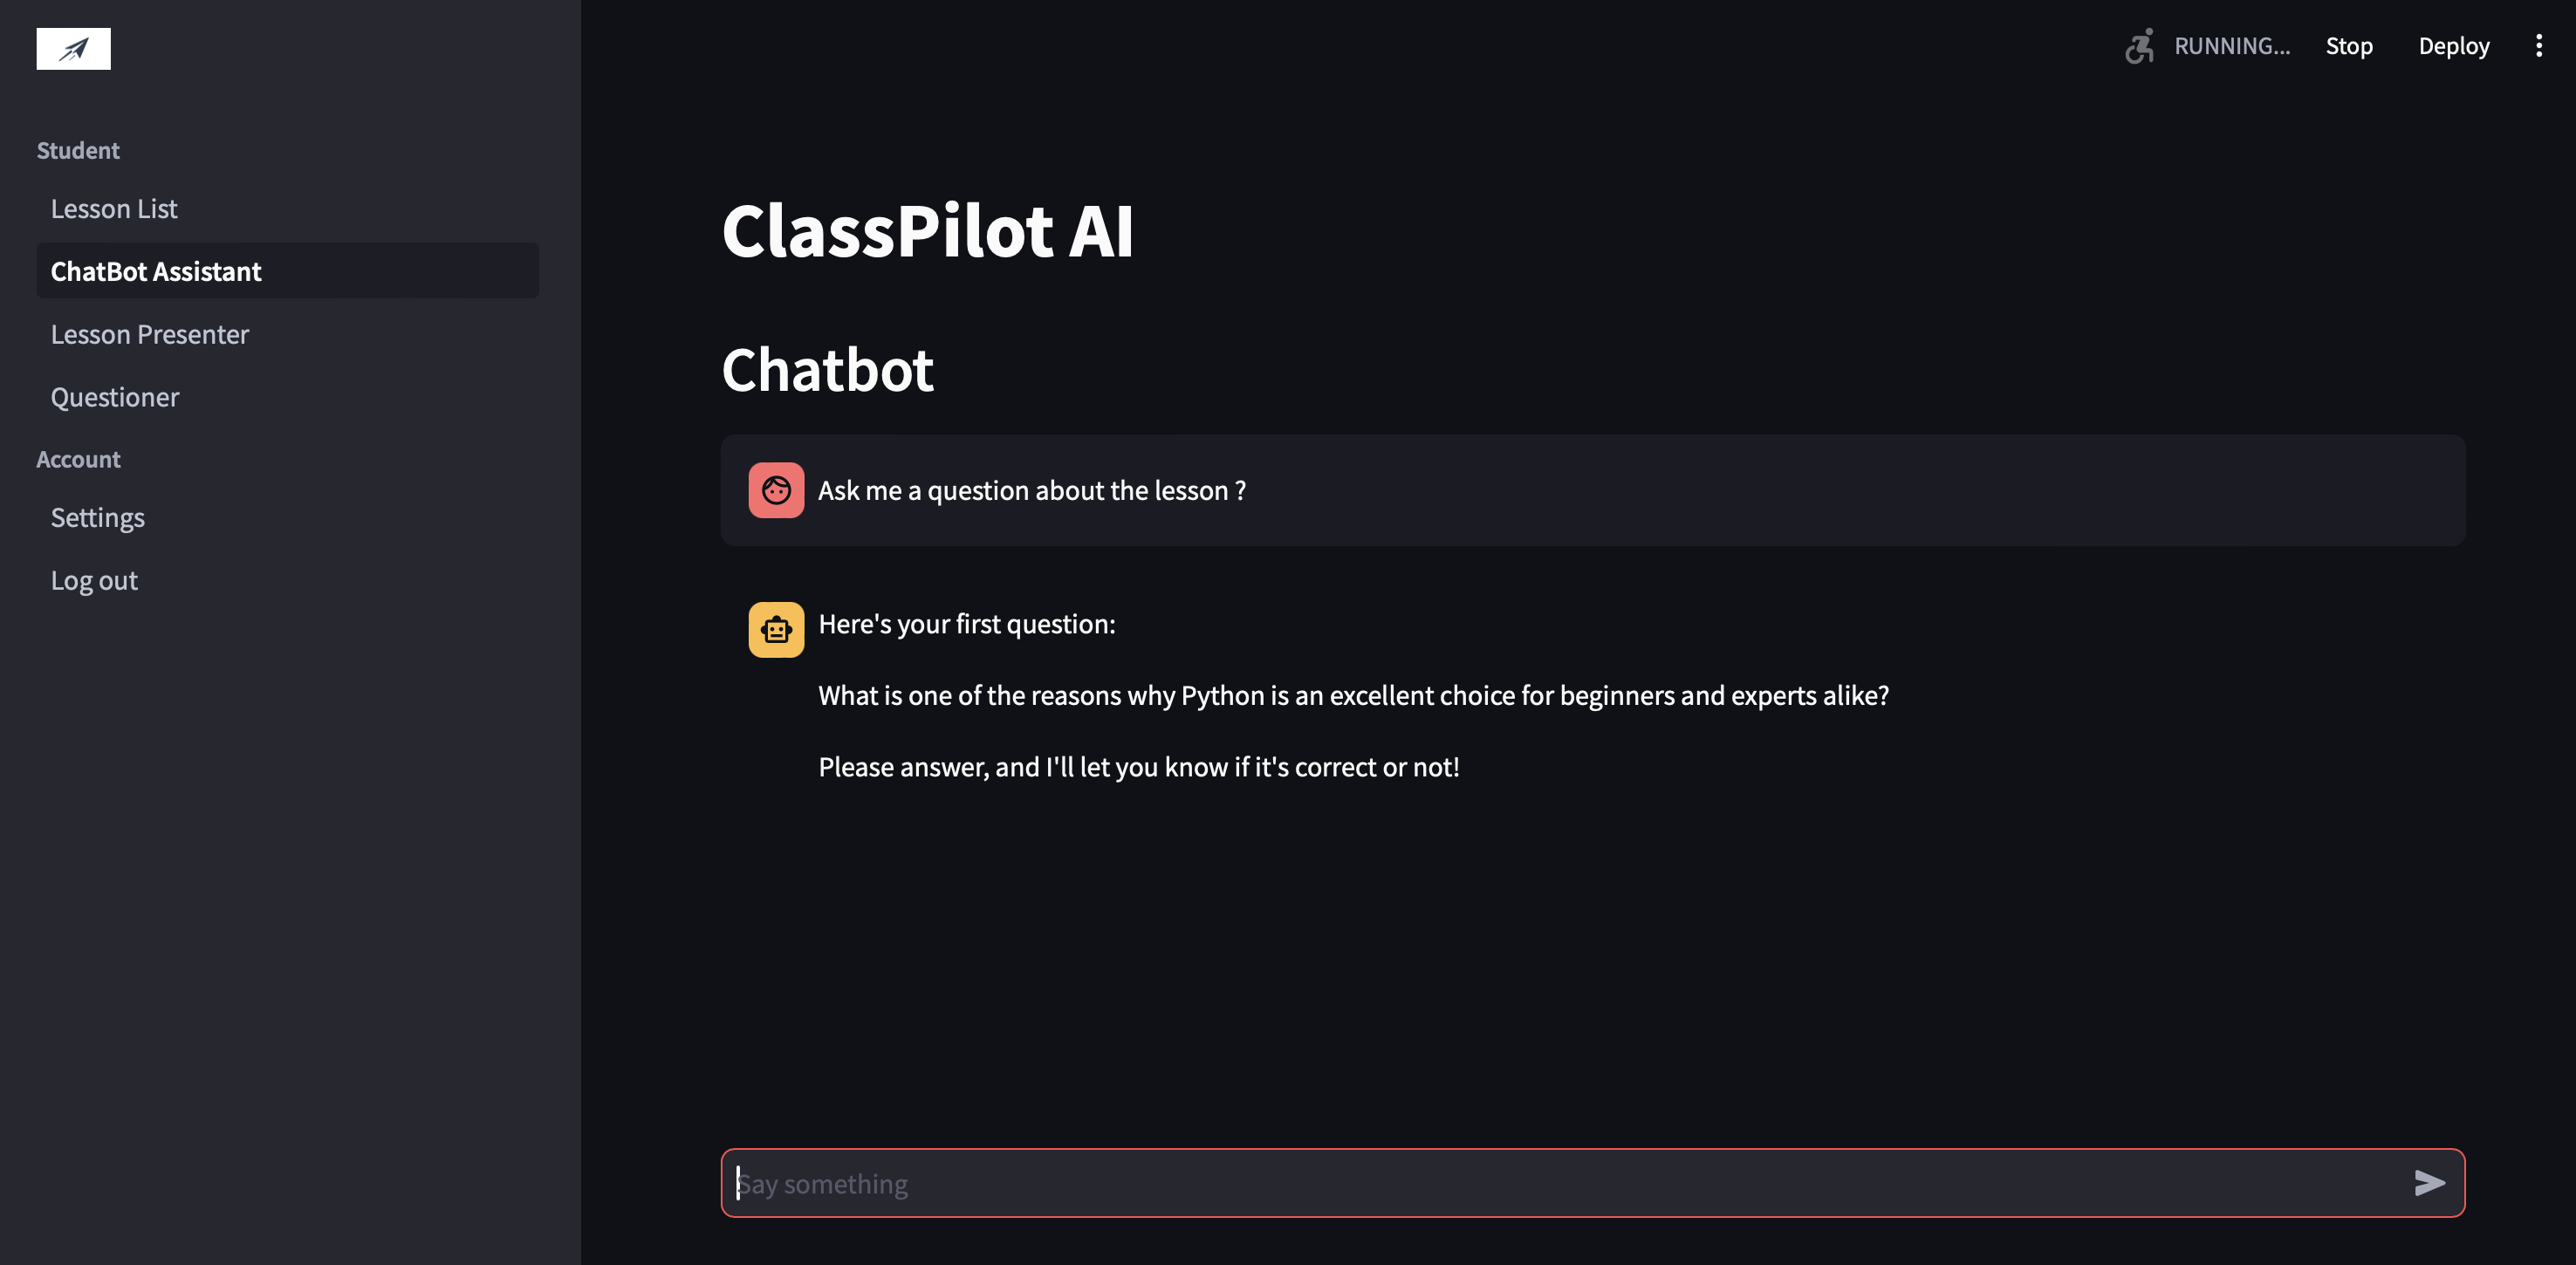 RUNNING...
Stop
Deploy
Student
Lesson List
ChatBot Assistant
Lesson Presenter
Questioner
Account
Settings
Log out
ClassPilot AI
Chatbot
Ask me a question about the lesson ?
Here's your first question:
What is one of the reasons why Python is an excellent choice for beginners and experts alike?
Please answer, and I'll let you know if it's correct or not!
Say something